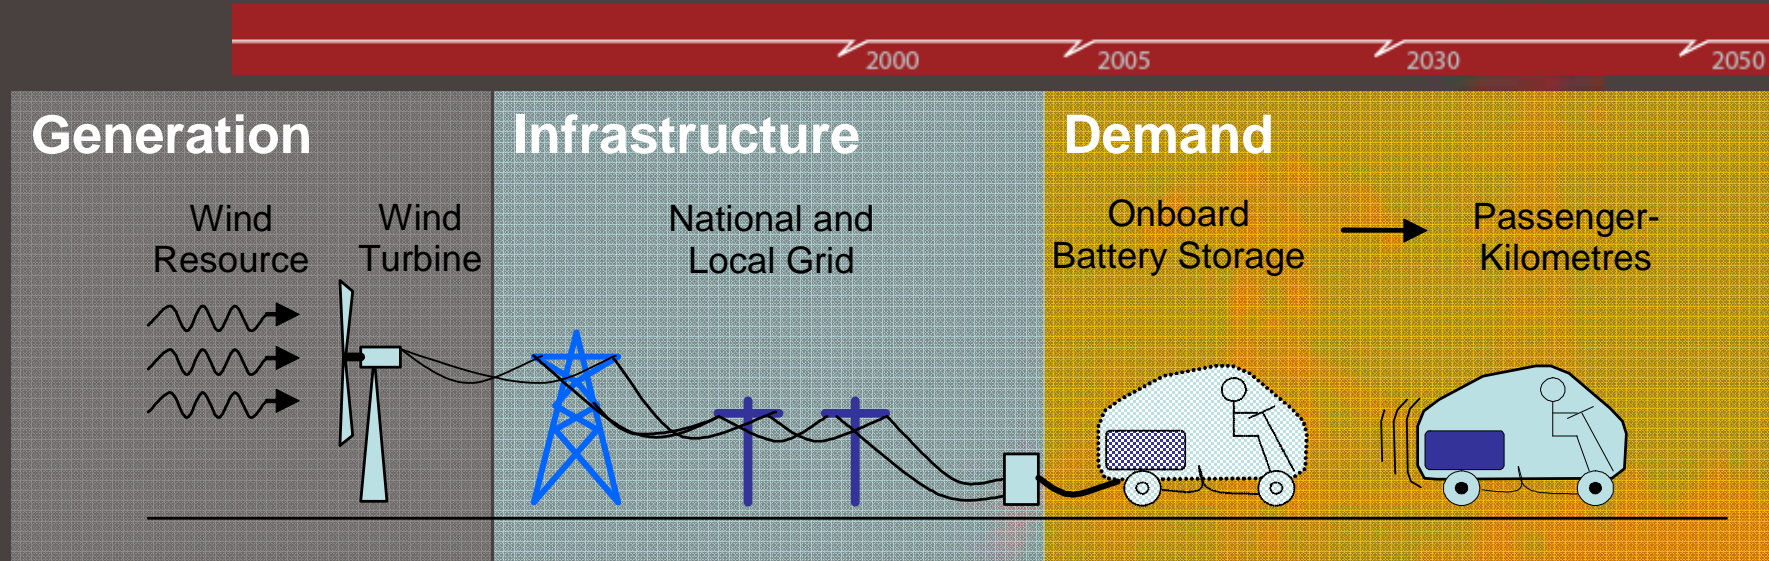 2000
2005
2030
2050
Generation
Infrastructure
Demand
Wind
Resource
Wind
Turbine
National and
Local Grid
Onboard
Battery Storage
Passenger-
Kilometres